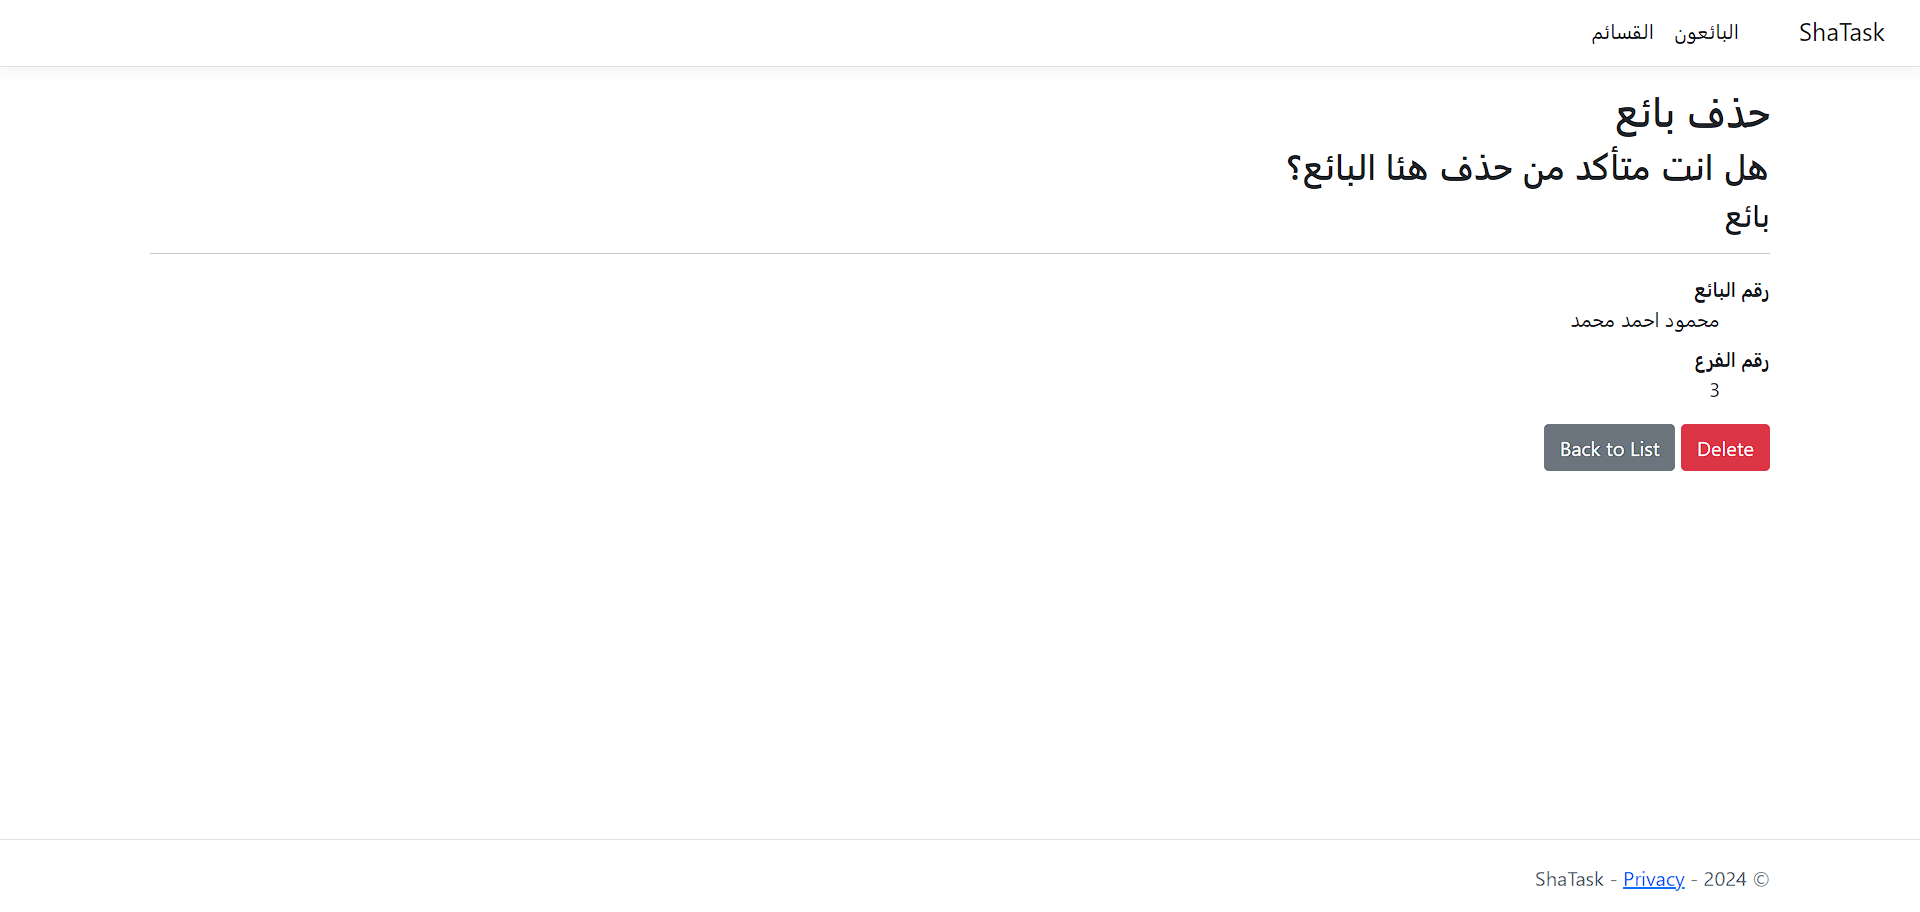 ShaTask البائعون القسائم
حذف بائع
هل انت متأكد من حذف هئا البائع؟
بائع
رقم البائع
محمود احمد محمد
رقم الفرع
3
Delete Back to List
© 2024 - ShaTask - Privacy